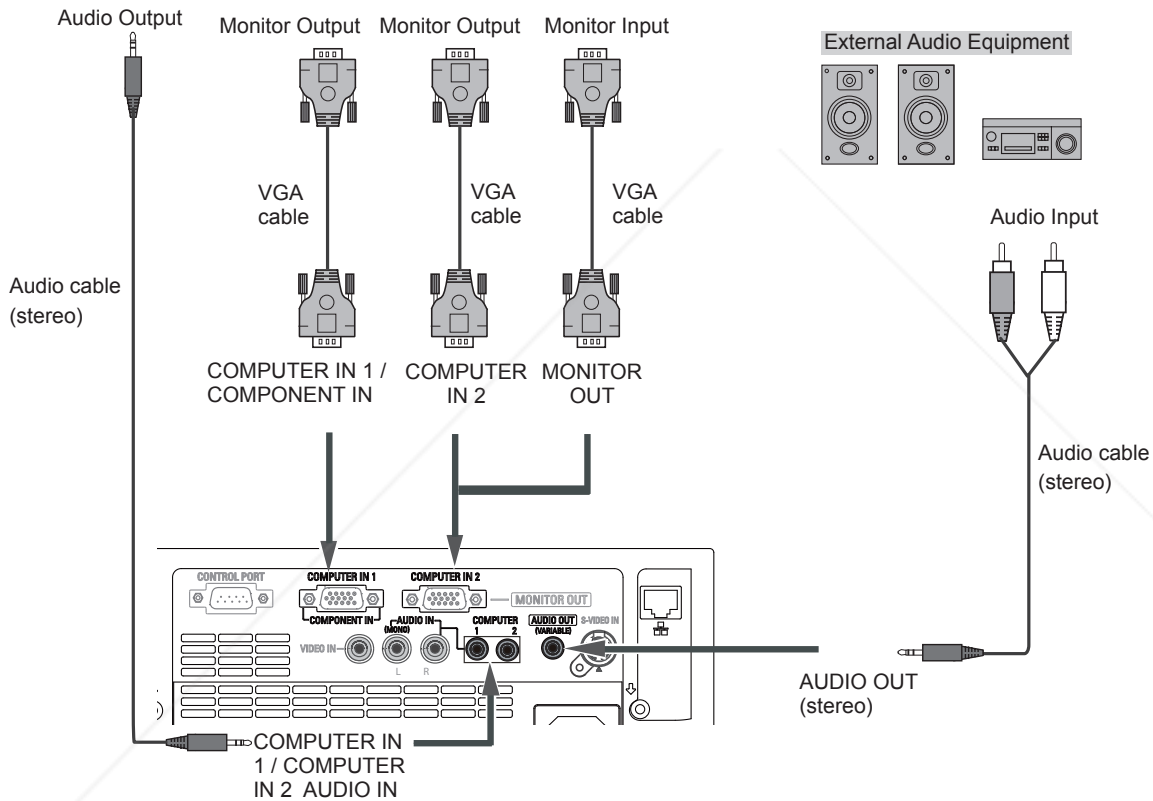 Audio Output
Monitor Output
Monitor Output
Monitor Input
External Audio Equipment
VGA
cable
VGA
cable
VGA
cable
Audio Input
Audio cable
(stereo)
COMPUTER IN 1 /
COMPONENT IN
COMPUTER
IN 2
MONITOR
OUT
Audio cable
(stereo)
CONTROL PORT
COMPUTER IN 1
COMPUTER IN 2
MONITOR OUT
COMPONENT IN
AUDIO IN
(MONO)
COMPUTER
1 2
AUDIO OUT
(VARIABLE)
S-VIDEO IN
VIDEO IN
L R
AUDIO OUT
(stereo)
COMPUTER IN
1 / COMPUTER
IN 2 AUDIO IN